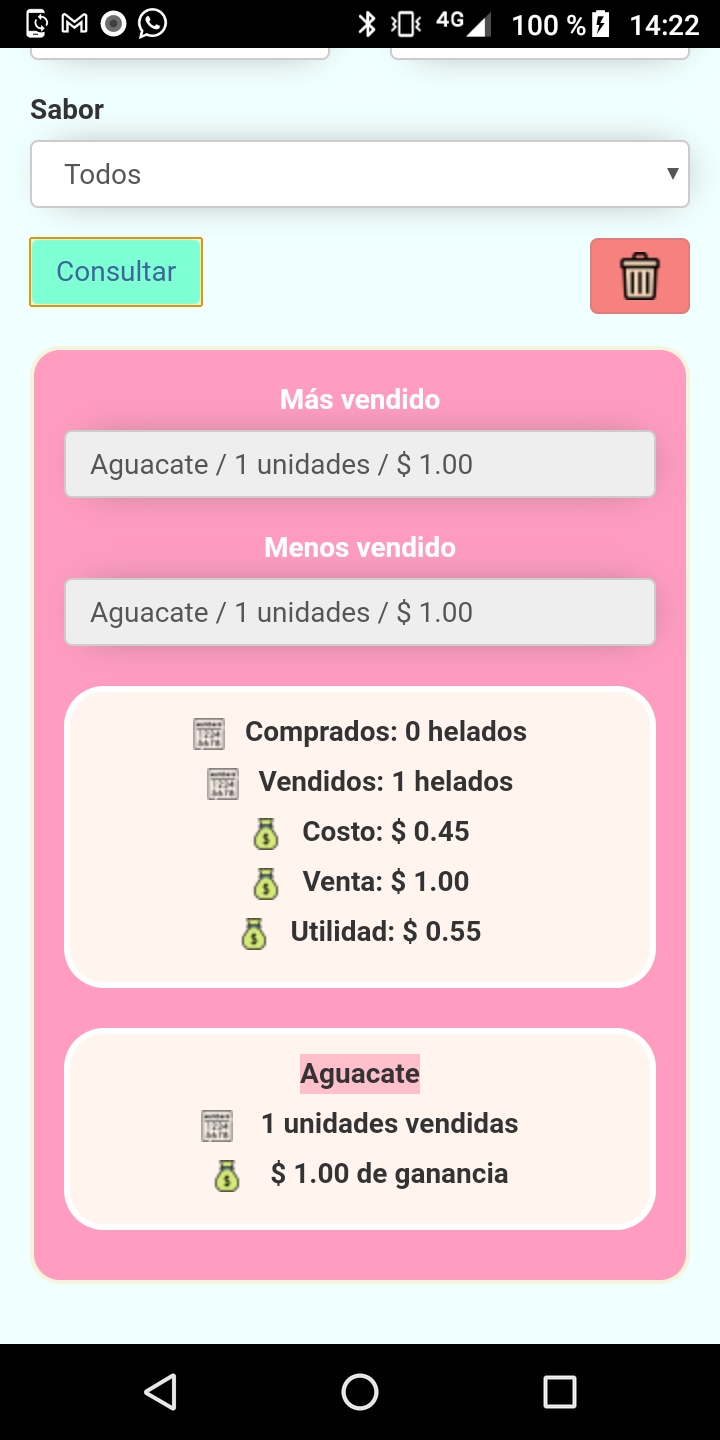 4G 100 % 14:22
Sabor
Todos
Consultar
Más vendido
Aguacate / 1 unidades / $ 1.00
Menos vendido
Aguacate / 1 unidades / $ 1.00
Comprados: 0 helados
Vendidos: 1 helados
Costo: $ 0.45
Venta: $ 1.00
Utilidad: $ 0.55
Aguacate
1 unidades vendidas
$ 1.00 de ganancia